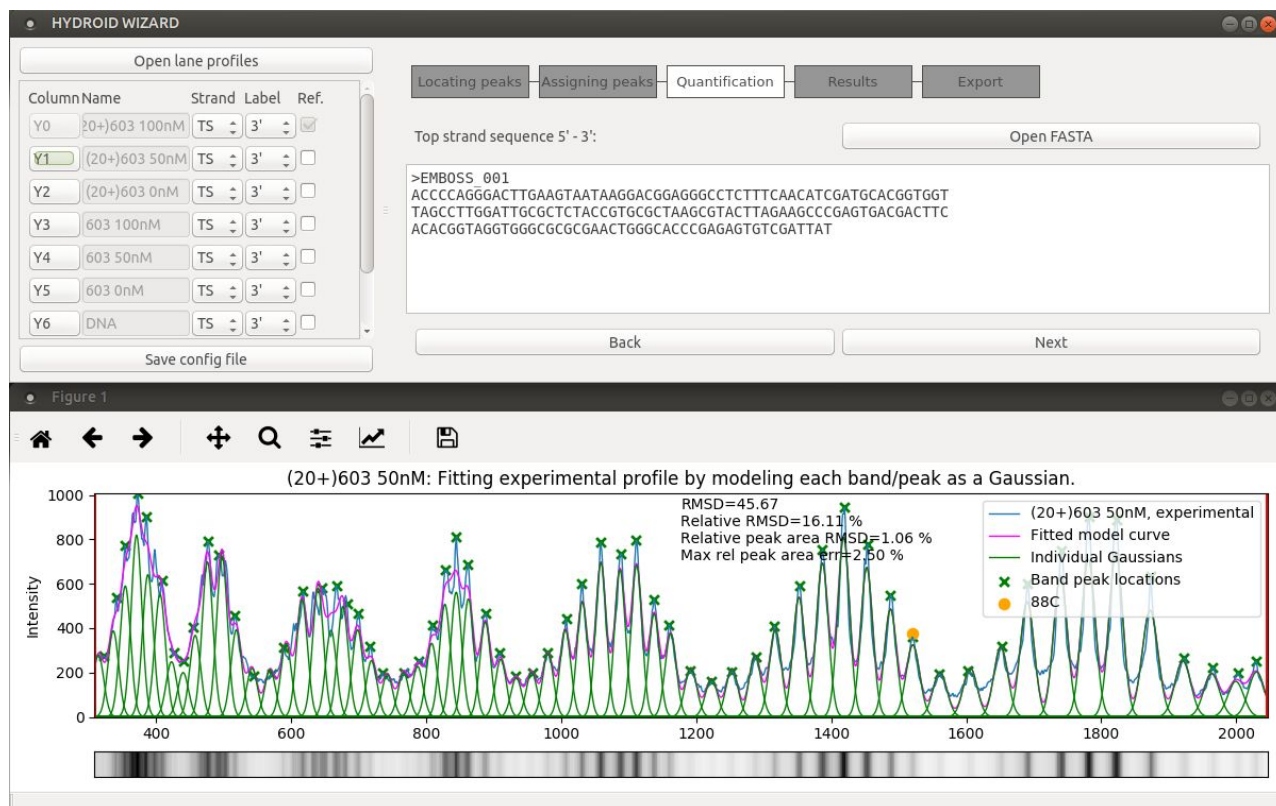 HYDROID WIZARD
Open lane profiles
Column Name Strand Label Ref.
Y0 20+)603 100nM TS 3'
Y1 (20+)603 50nM TS 3'
Y2 (20+)603 0nM TS 3'
Y3 603 100nM TS 3'
Y4 603 50nM TS 3'
Y5 603 0nM TS 3'
Y6 DNA TS 3'
Save config file
Locating peaks Assigning peaks Quantification Results Export
Top strand sequence 5' - 3':
Open FASTA
>EMBOSS_001
ACCCCAGGGACTTGAAGTAATAAGGACGGAGGGCCTCTTTCAACATCGATGCACGGTGGT
TAGCCTTGGATTGCGCTCTACCGTGCGCTAAGCGTACTTAGAAGCCCGAGTGACGACTTC
ACACGGTAGGTGGGCGCGCGAACTGGGCACCCGAGAGTGTCGATTAT
Back
Next
Figure 1
(20+)603 50nM: Fitting experimental profile by modeling each band/peak as a Gaussian.
RMSD=45.67
Relative RMSD=16.11 %
Relative peak area RMSD=1.06 %
Max rel peak area err=2.50 %
(20+)603 50nM, experimental
Fitted model curve
Individual Gaussians
Band peak locations
88C
Intensity
1000
800
600
400
200
0
400 600 800 1000 1200 1400 1600 1800 2000